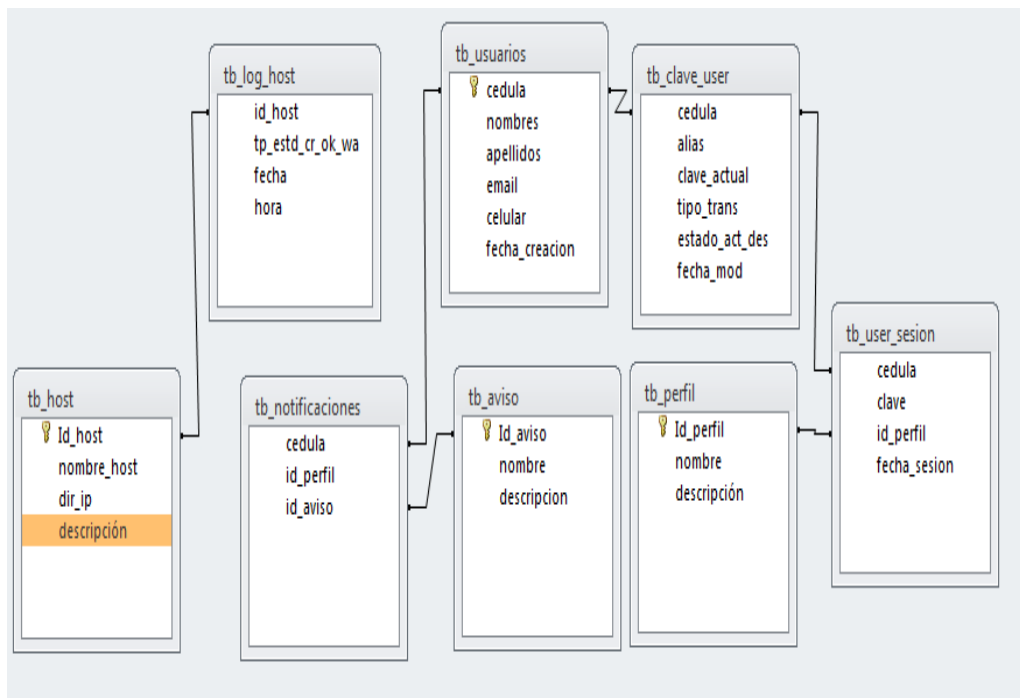 tb_log_host
id_host
tp_estd_cr_ok_wa
fecha
hora
tb_usuarios
cedula
nombres
apellidos
email
celular
fecha_creacion
tb_clave_user
cedula
alias
clave_actual
tipo_trans
estado_act_des
fecha_mod
tb_user_sesion
cedula
clave
id_perfil
fecha_sesion
tb_host
Id_host
nombre_host
dir_ip
descripción
tb_notificaciones
cedula
id_perfil
id_aviso
tb_aviso
Id_aviso
nombre
descripcion
tb_perfil
Id_perfil
nombre
descripción